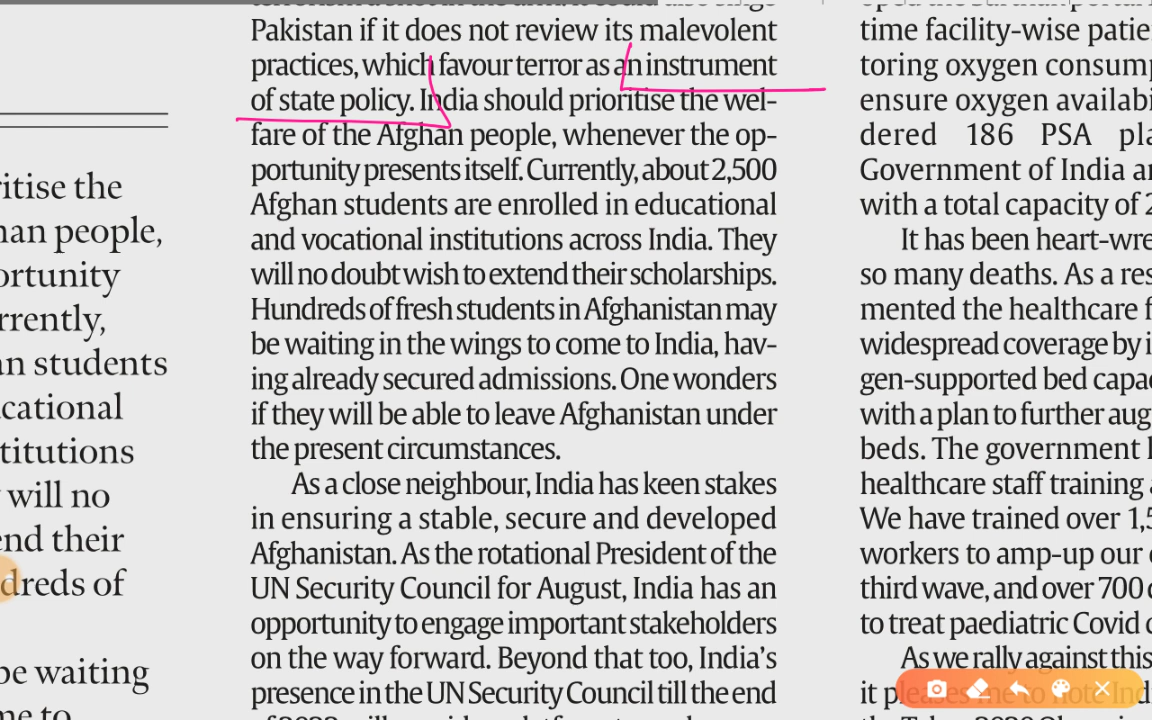 ritise the
an people,
ortunity
rrently,
an students
cational
titutions
will no
end their
dreds of
be waiting
me to
Pakistan if it does not review its malevolent
practices, which favour terror as an instrument
of state policy. India should prioritise the wel-
fare of the Afghan people, whenever the op-
portunity presents itself. Currently, about 2,500
Afghan students are enrolled in educational
and vocational institutions across India. They
will no doubt wish to extend their scholarships.
Hundreds of fresh students in Afghanistan may
be waiting in the wings to come to India, hav-
ing already secured admissions. One wonders
if they will be able to leave Afghanistan under
the present circumstances.
As a close neighbour, India has keen stakes
in ensuring a stable, secure and developed
Afghanistan. As the rotational President of the
UN Security Council for August, India has an
opportunity to engage important stakeholders
on the way forward. Beyond that too, India's
presence in the UN Security Council till the end
time facility-wise patie
toring oxygen consump
ensure oxygen availabi
dered 186 PSA pla
Government of India an
with a total capacity of 2
It has been heart-wre
so many deaths. As a res
mented the healthcare f
widespread coverage by i
gen-supported bed capac
with a plan to further aug
beds. The government h
healthcare staff training a
We have trained over 1,5
workers to amp-up our
third wave, and over 700
to treat paediatric Covid c
As we rally against this
it pleases me to note Ind